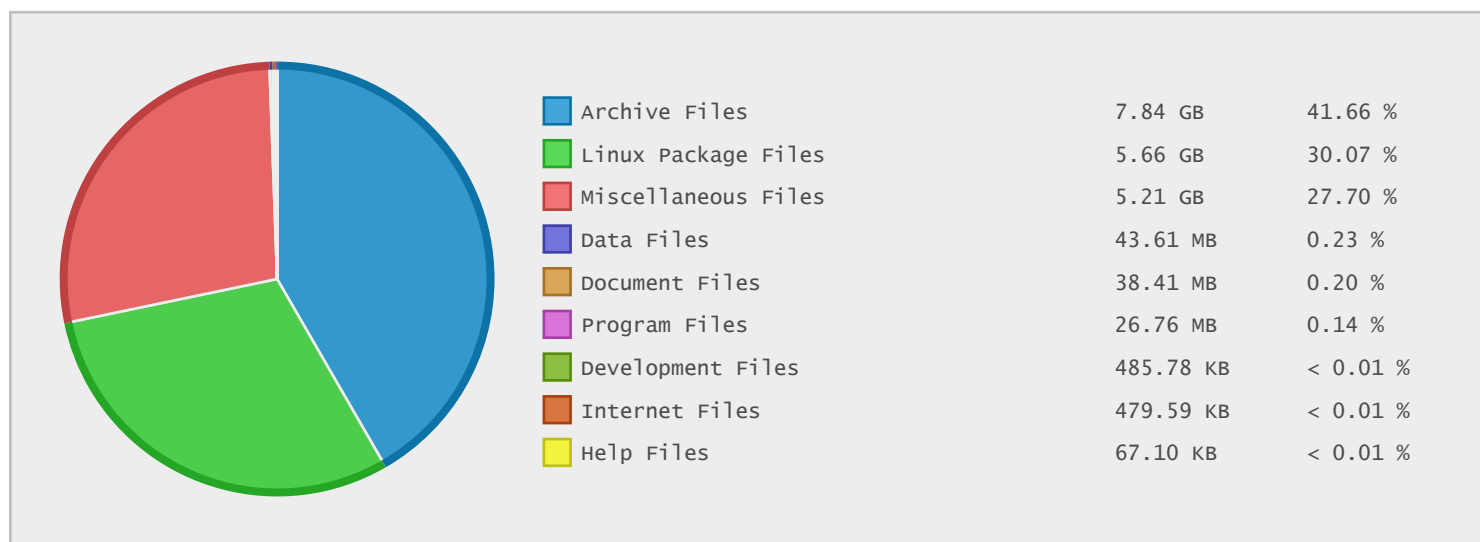 Archive Files 7.84 GB 41.66 %
Linux Package Files 5.66 GB 30.07 %
Miscellaneous Files 5.21 GB 27.70 %
Data Files 43.61 MB 0.23 %
Document Files 38.41 MB 0.20 %
Program Files 26.76 MB 0.14 %
Development Files 485.78 KB < 0.01 %
Internet Files 479.59 KB < 0.01 %
Help Files 67.10 KB < 0.01 %